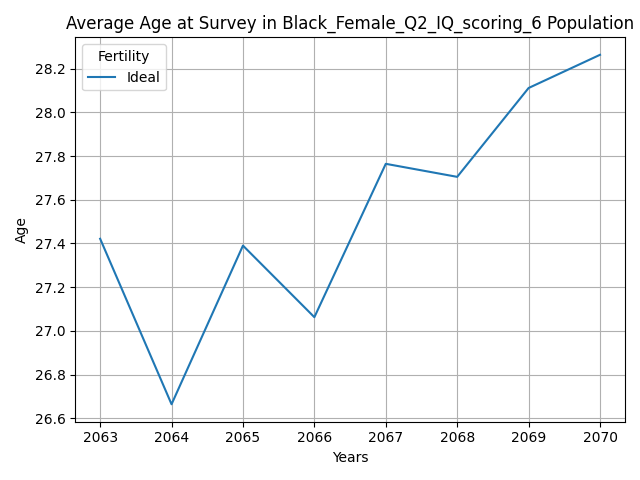 Average Age at Survey in Black_Female_Q2_IQ_scoring_6 Population
Fertility
Ideal
28.2
28.0
27.8
27.6
27.4
27.2
27.0
26.8
26.6
Age
2063 2064 2065 2066 2067 2068 2069 2070
Years